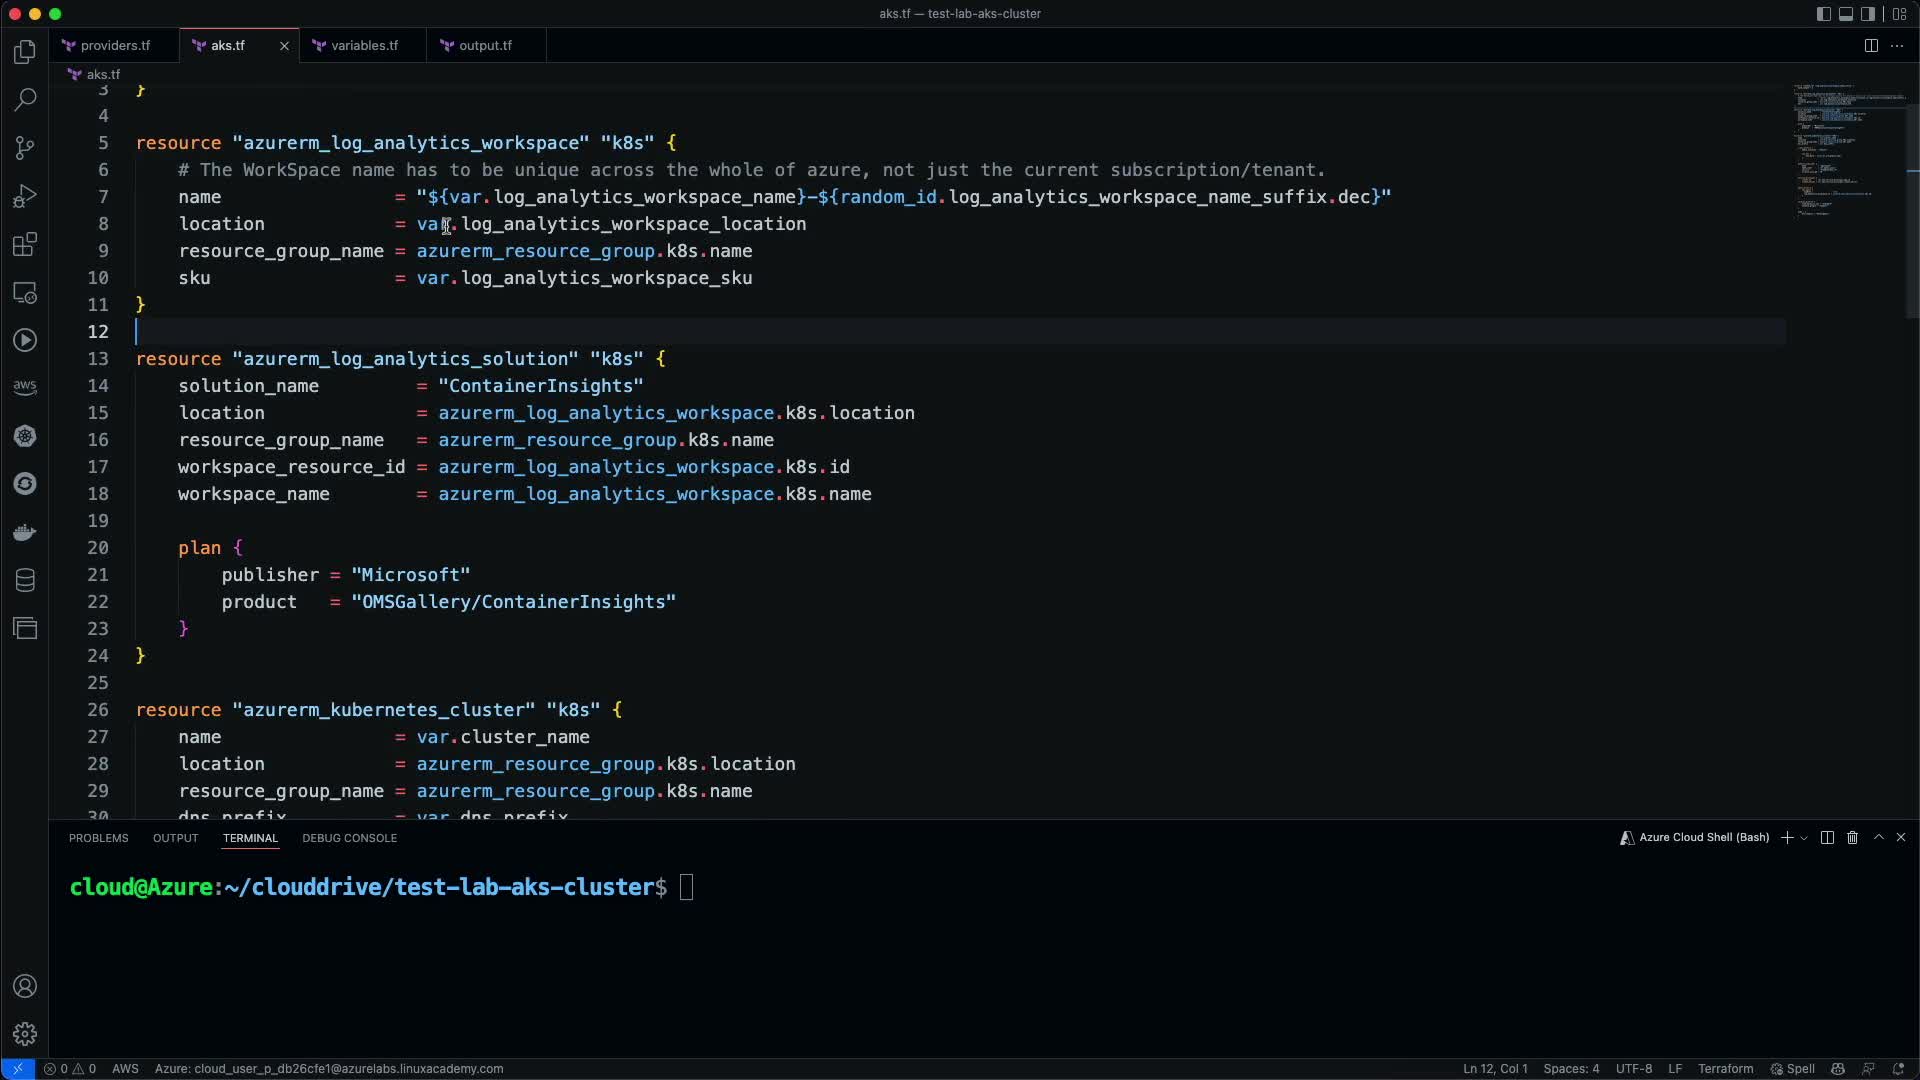 aks.tf — test-lab-aks-cluster
providers.tf
aks.tf
variables.tf
output.tf
aks.tf
3 }
4
5 resource "azurerm_log_analytics_workspace" "k8s" {
6 # The WorkSpace name has to be unique across the whole of azure, not just the current subscription/tenant.
7 name = "${var.log_analytics_workspace_name}-${random_id.log_analytics_workspace_name_suffix.dec}"
8 location = var.log_analytics_workspace_location
9 resource_group_name = azurerm_resource_group.k8s.name
10 sku = var.log_analytics_workspace_sku
11 }
12
13 resource "azurerm_log_analytics_solution" "k8s" {
14 solution_name = "ContainerInsights"
15 location = azurerm_log_analytics_workspace.k8s.location
16 resource_group_name = azurerm_resource_group.k8s.name
17 workspace_resource_id = azurerm_log_analytics_workspace.k8s.id
18 workspace_name = azurerm_log_analytics_workspace.k8s.name
19
20 plan {
21 publisher = "Microsoft"
22 product = "OMSGallery/ContainerInsights"
23 }
24 }
25
26 resource "azurerm_kubernetes_cluster" "k8s" {
27 name = var.cluster_name
28 location = azurerm_resource_group.k8s.location
29 resource_group_name = azurerm_resource_group.k8s.name
30 dns_prefix = var.dns_prefix
aws
PROBLEMS OUTPUT TERMINAL DEBUG CONSOLE
Azure Cloud Shell (Bash)
cloud@Azure:~/clouddrive/test-lab-aks-cluster$
0 0 AWS Azure: cloud_user_p_db26cfe1@azurelabs.linuxacademy.com
Ln 12, Col 1 Spaces: 4 UTF-8 LF Terraform Spell